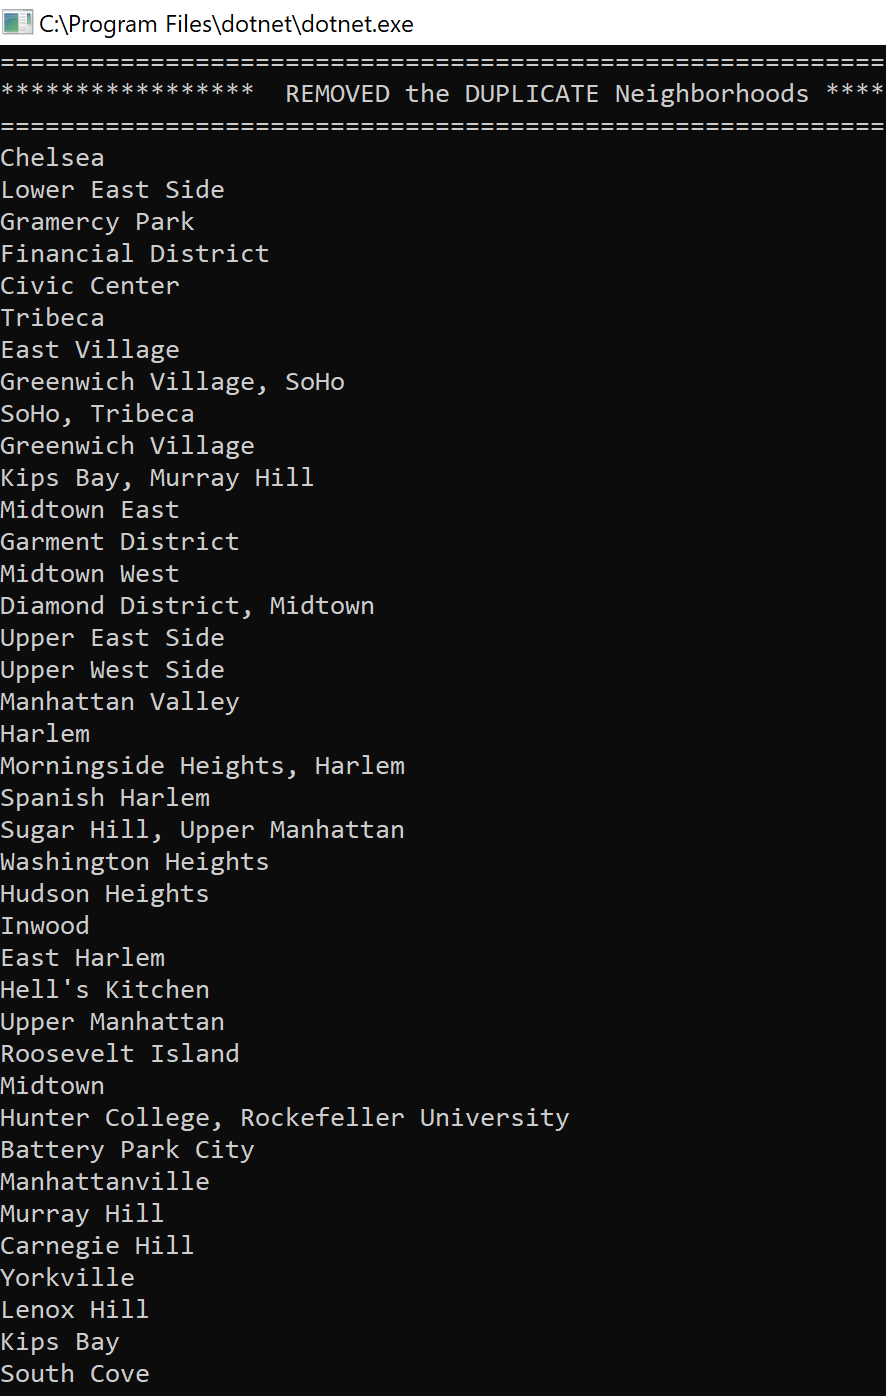 C:\Program Files\dotnet\dotnet.exe
===========================================================
*****************  REMOVED the DUPLICATE Neighborhoods ****
===========================================================
Chelsea
Lower East Side
Gramercy Park
Financial District
Civic Center
Tribeca
East Village
Greenwich Village, SoHo
SoHo, Tribeca
Greenwich Village
Kips Bay, Murray Hill
Midtown East
Garment District
Midtown West
Diamond District, Midtown
Upper East Side
Upper West Side
Manhattan Valley
Harlem
Morningside Heights, Harlem
Spanish Harlem
Sugar Hill, Upper Manhattan
Washington Heights
Hudson Heights
Inwood
East Harlem
Hell's Kitchen
Upper Manhattan
Roosevelt Island
Midtown
Hunter College, Rockefeller University
Battery Park City
Manhattanville
Murray Hill
Carnegie Hill
Yorkville
Lenox Hill
Kips Bay
South Cove